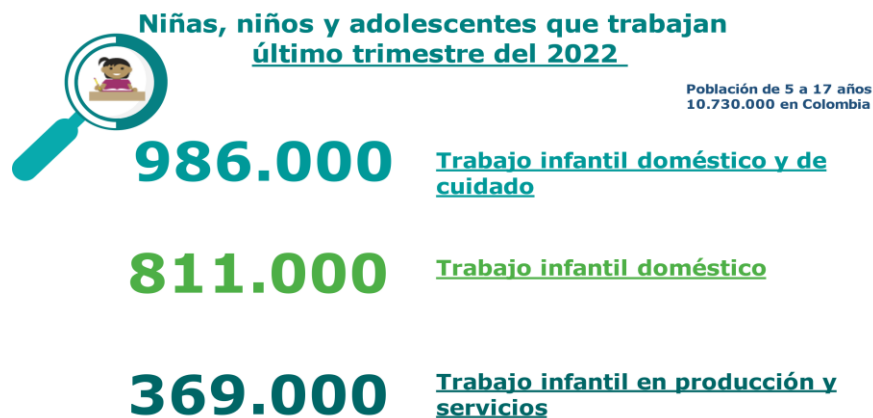 Niñas, niños y adolescentes que trabajan
último trimestre del 2022
Población de 5 a 17 años
10.730.000 en Colombia
986.000
Trabajo infantil doméstico y de
cuidado
811.000
Trabajo infantil doméstico
369.000
Trabajo infantil en producción y
servicios